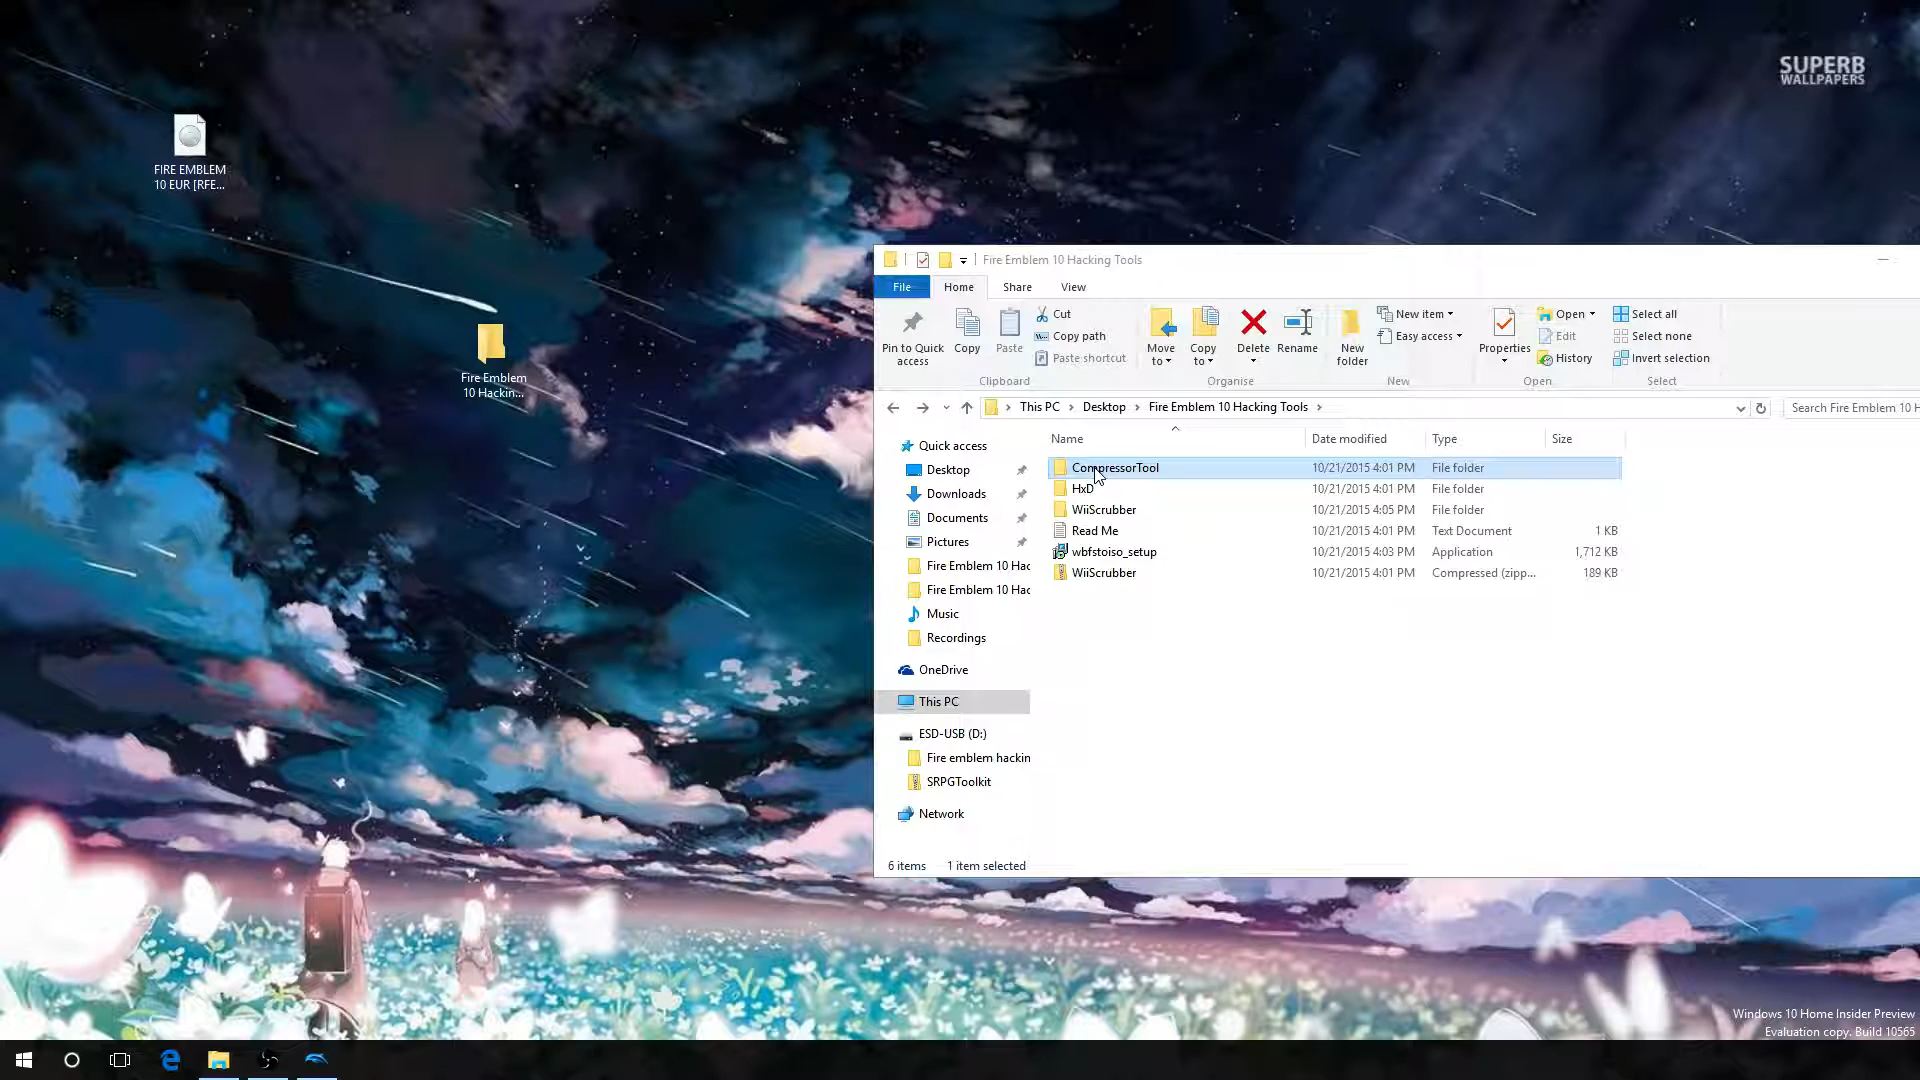 SUPERB
WALLPAPERS
FIRE EMBLEM
10 EUR [RFE...
Fire Emblem
10 Hackin...
Fire Emblem 10 Hacking Tools
File
Home
Share
View
Pin to Quick
access
Copy
Paste
Cut
Copy path
Paste shortcut
Move
to
Copy
to
Delete
Rename
New
folder
New item
Easy access
Properties
Open
Edit
History
Select all
Select none
Invert selection
Clipboard
Organise
New
Open
Select
This PC
Desktop
Fire Emblem 10 Hacking Tools
Search Fire Emblem 10 H
Name
Date modified
Type
Size
CompressorTool 10/21/2015 4:01 PM File folder
HxD 10/21/2015 4:01 PM File folder
WiiScrubber 10/21/2015 4:05 PM File folder
Read Me 10/21/2015 4:01 PM Text Document 1 KB
wbfstoiso_setup 10/21/2015 4:03 PM Application 1,712 KB
WiiScrubber 10/21/2015 4:01 PM Compressed (zipp... 189 KB
Quick access
Desktop
Downloads
Documents
Pictures
Fire Emblem 10 Hac
Fire Emblem 10 Hac
Music
Recordings
OneDrive
This PC
ESD-USB (D:)
Fire emblem hackin
SRPGToolkit
Network
6 items
1 item selected
Windows 10 Home Insider Preview
Evaluation copy. Build 10565